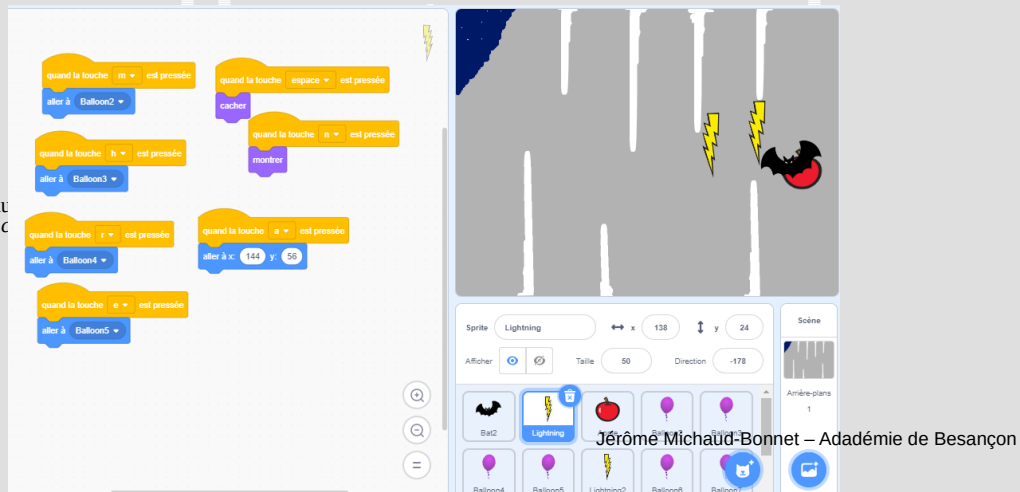 quand la touche m est pressée
aller à Balloon2
quand la touche espace est pressée
cacher
quand la touche n est pressée
montrer
quand la touche h est pressée
aller à Balloon3
quand la touche r est pressée
aller à Balloon4
quand la touche a est pressée
aller à x: 144 y: 56
quand la touche e est pressée
aller à Balloon5
Sprite Lightning x 138 y 24
Afficher Taille 50 Direction -178
Scène
Arrière-plans
1
Bat2 Lightning
Jérôme Michaud-Bonnet – Adadémie de Besançon
Balloon4 Balloon5 Lightning2 Balloon6